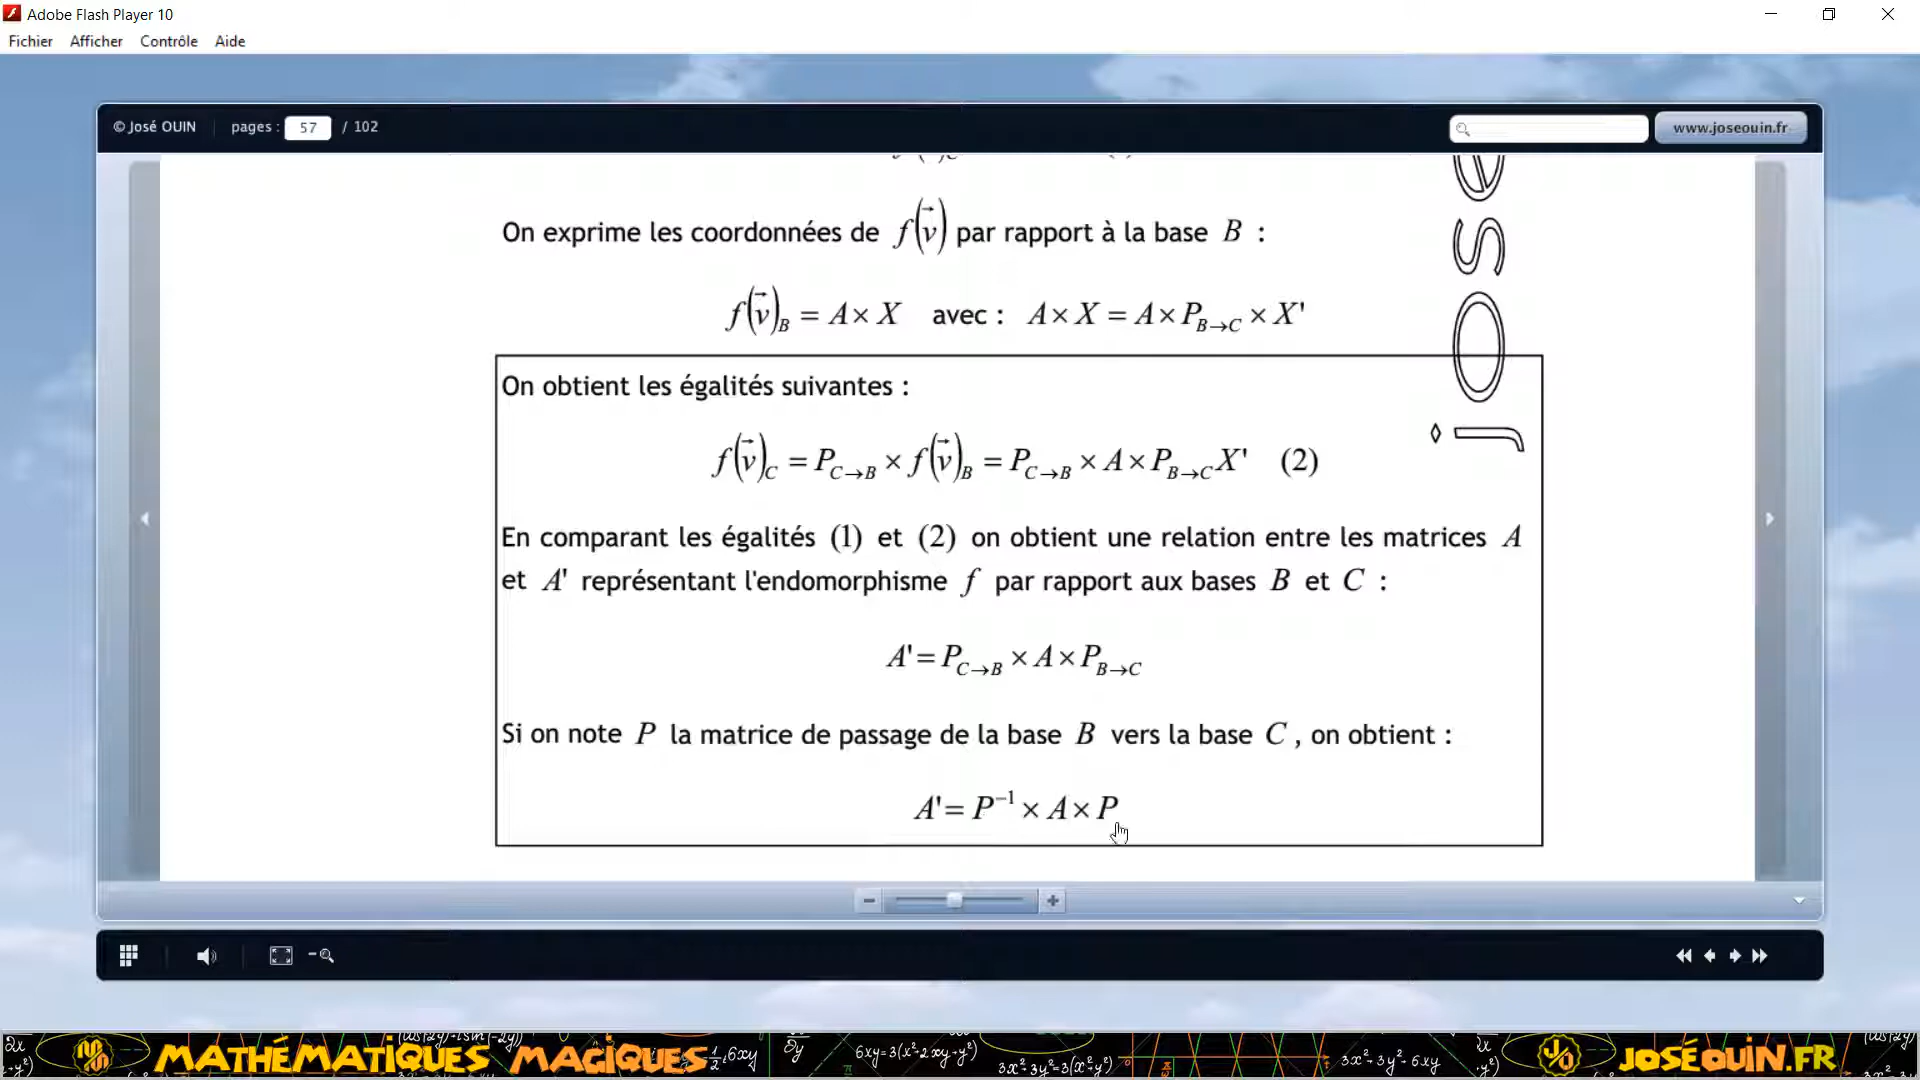 Adobe Flash Player 10
Fichier Afficher Contrôle Aide
© José OUIN pages : 57 / 102
www.joseouin.fr
On exprime les coordonnées de f(v⃗) par rapport à la base B :
f(v⃗)_B = A × X avec : A × X = A × P_{B→C} × X'
On obtient les égalités suivantes :
f(v⃗)_C = P_{C→B} × f(v⃗)_B = P_{C→B} × A × P_{B→C} X' (2)
En comparant les égalités (1) et (2) on obtient une relation entre les matrices A
et A' représentant l'endomorphisme f par rapport aux bases B et C :
A' = P_{C→B} × A × P_{B→C}
Si on note P la matrice de passage de la base B vers la base C , on obtient :
A' = P⁻¹ × A × P
jose
MATHÉMATIQUES MAGIQUES
JOSÉOUIN.FR